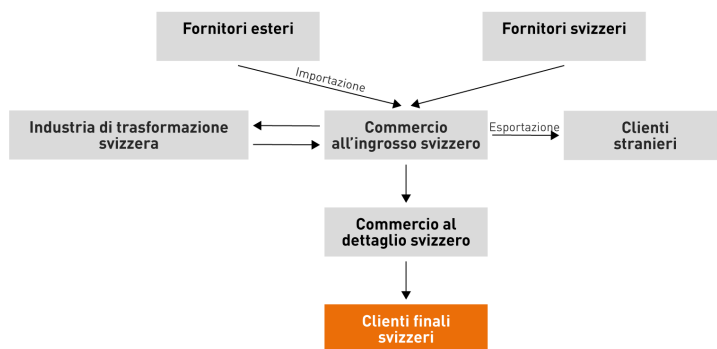 Fornitori esteri
Fornitori svizzeri
Importazione
Industria di trasformazione
svizzera
Commercio
all'ingrosso svizzero
Esportazione
Clienti
stranieri
Commercio al
dettaglio svizzero
Clienti finali
svizzeri